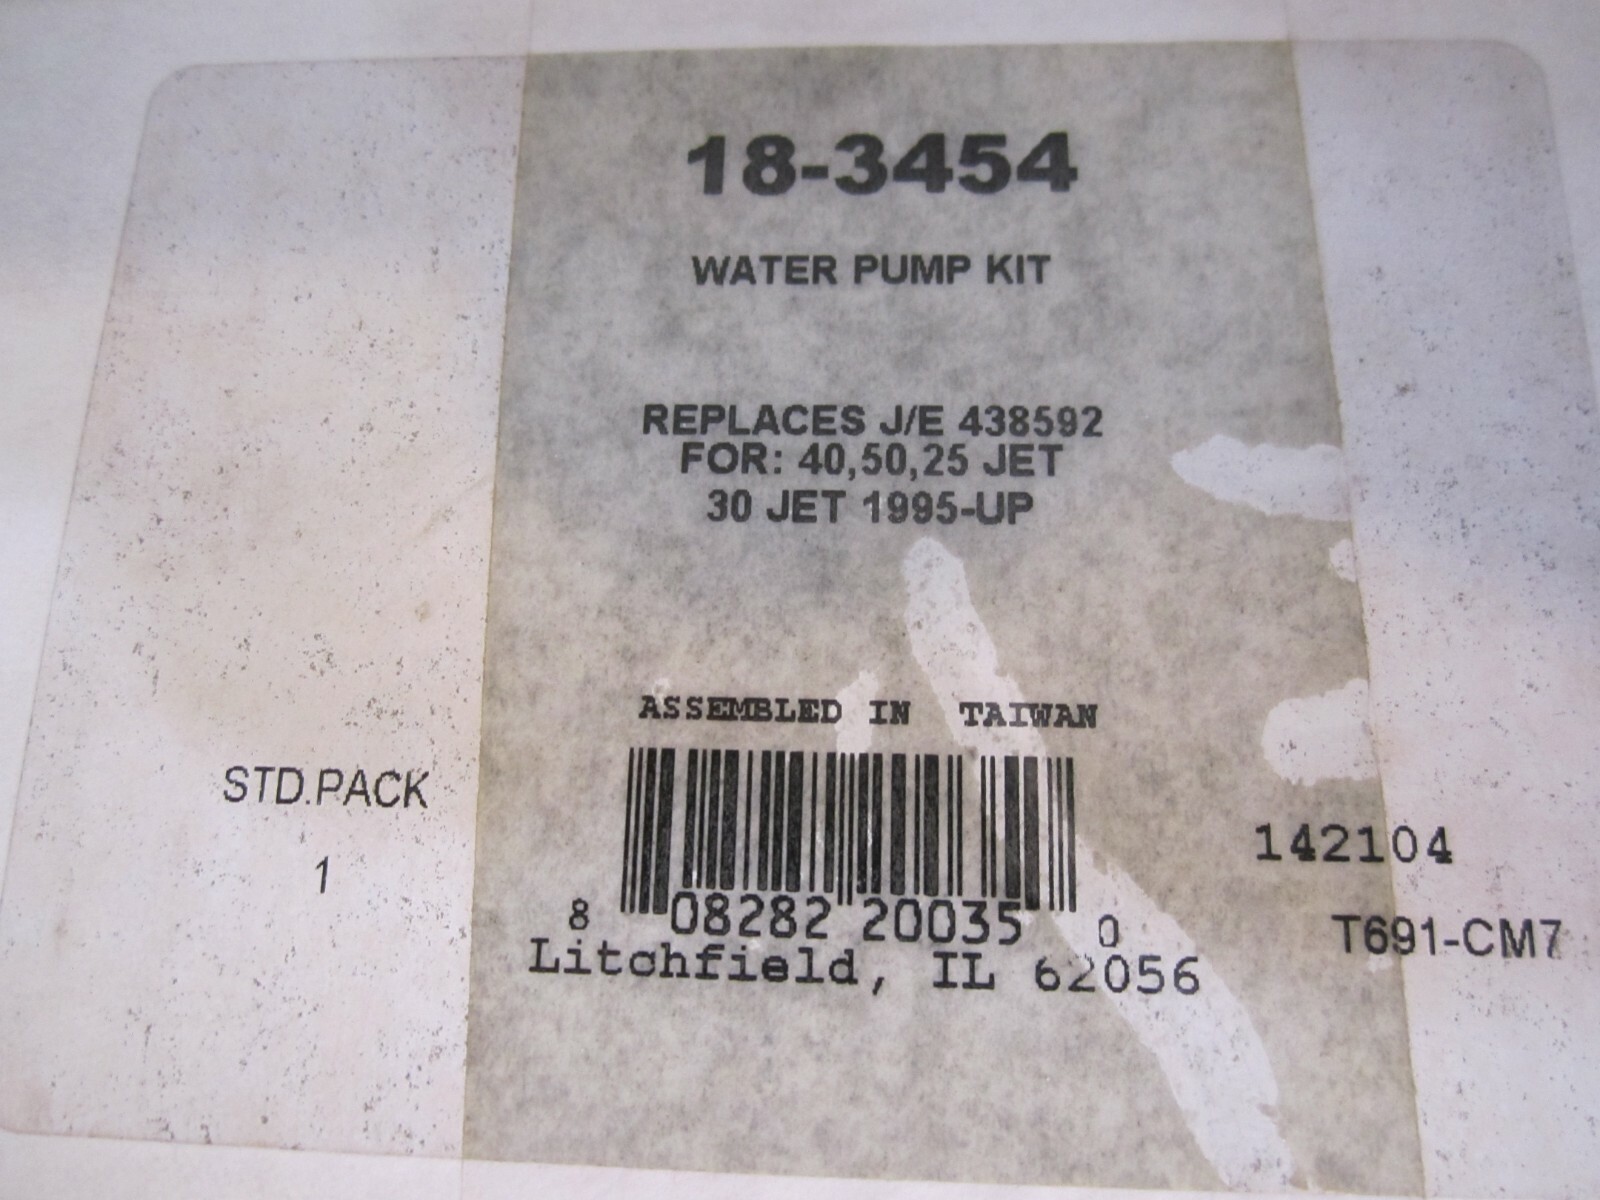 18-3454
WATER PUMP KIT
REPLACES J/E 438592
FOR: 40,50,25 JET
30 JET 1995-UP
ASSEMBLED IN TAIWAN
STD.PACK
1
8 08282 20035 0
Litchfield, IL 62056
142104
T691-CM7